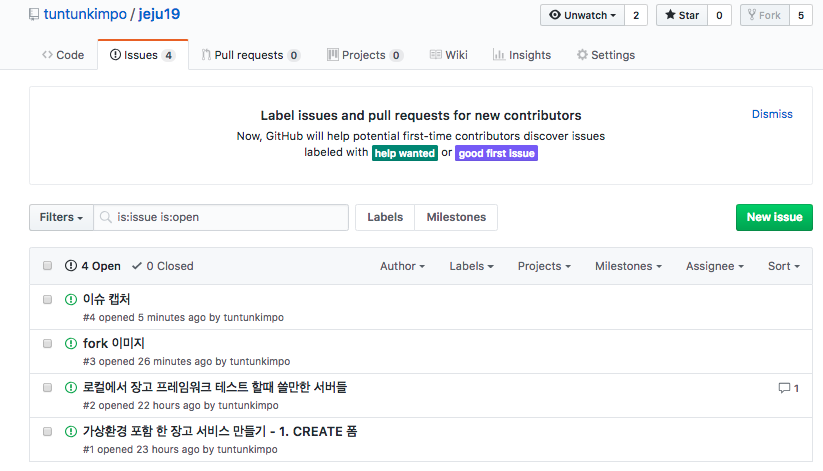 tuntunkimpo / jeju19
Unwatch 2 Star 0 Fork 5
Code Issues 4 Pull requests 0 Projects 0 Wiki Insights Settings
Label issues and pull requests for new contributors
Dismiss
Now, GitHub will help potential first-time contributors discover issues
labeled with help wanted or good first issue
Filters is:issue is:open Labels Milestones New issue
4 Open 0 Closed Author Labels Projects Milestones Assignee Sort
이슈 캡처
#4 opened 5 minutes ago by tuntunkimpo
fork 이미지
#3 opened 26 minutes ago by tuntunkimpo
로컬에서 장고 프레임워크 테스트 할때 쓸만한 서버들 1
#2 opened 22 hours ago by tuntunkimpo
가상환경 포함 한 장고 서비스 만들기 - 1. CREATE 폼
#1 opened 23 hours ago by tuntunkimpo